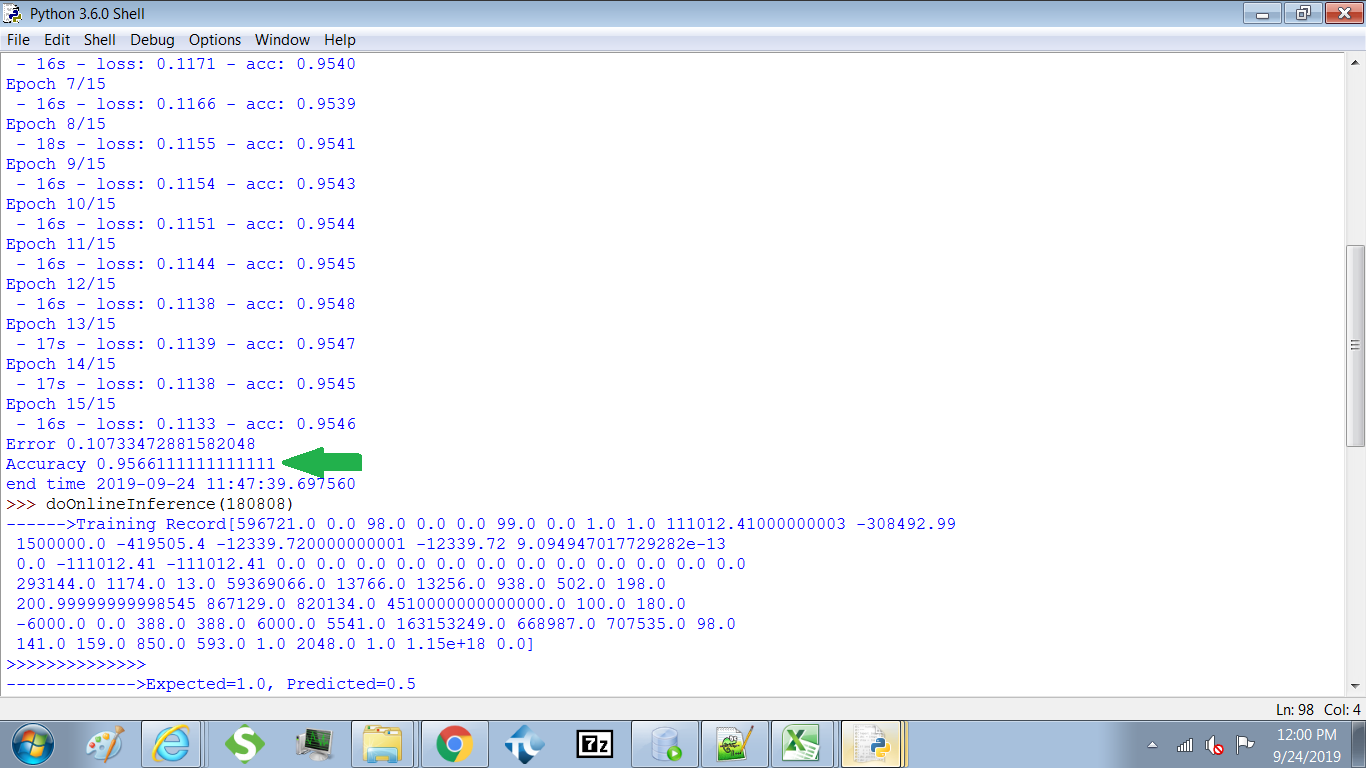 Python 3.6.0 Shell
File Edit Shell Debug Options Window Help
- 16s - loss: 0.1171 - acc: 0.9540
Epoch 7/15
- 16s - loss: 0.1166 - acc: 0.9539
Epoch 8/15
- 18s - loss: 0.1155 - acc: 0.9541
Epoch 9/15
- 16s - loss: 0.1154 - acc: 0.9543
Epoch 10/15
- 16s - loss: 0.1151 - acc: 0.9544
Epoch 11/15
- 16s - loss: 0.1144 - acc: 0.9545
Epoch 12/15
- 16s - loss: 0.1138 - acc: 0.9548
Epoch 13/15
- 17s - loss: 0.1139 - acc: 0.9547
Epoch 14/15
- 17s - loss: 0.1138 - acc: 0.9545
Epoch 15/15
- 16s - loss: 0.1133 - acc: 0.9546
Error 0.10733472881582048
Accuracy 0.9566111111111111
end time 2019-09-24 11:47:39.697560
>>> doOnlineInference(180808)
------>Training Record[596721.0 0.0 98.0 0.0 0.0 99.0 0.0 1.0 1.0 111012.41000000003 -308492.99
1500000.0 -419505.4 -12339.720000000001 -12339.72 9.094947017729282e-13
0.0 -111012.41 -111012.41 0.0 0.0 0.0 0.0 0.0 0.0 0.0 0.0 0.0 0.0 0.0 0.0
293144.0 1174.0 13.0 59369066.0 13766.0 13256.0 938.0 502.0 198.0
200.99999999998545 867129.0 820134.0 4510000000000000.0 100.0 180.0
-6000.0 0.0 388.0 388.0 6000.0 5541.0 163153249.0 668987.0 707535.0 98.0
141.0 159.0 850.0 593.0 1.0 2048.0 1.0 1.15e+18 0.0]
>>>>>>>>>>>>>>
------------->Expected=1.0, Predicted=0.5
Ln: 98 Col: 4
7z
12:00 PM
9/24/2019